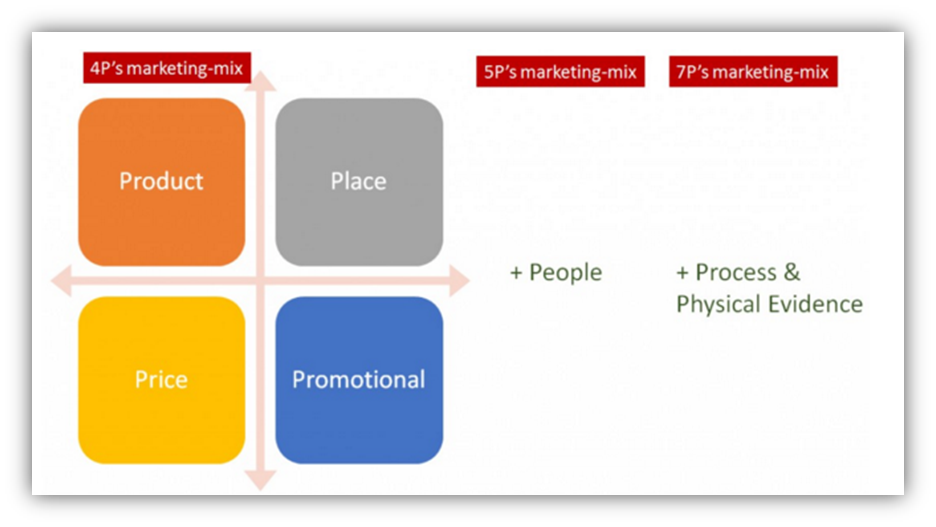 4P's marketing-mix
5P's marketing-mix
7P's marketing-mix
Product
Place
+ People
+ Process &
Physical Evidence
Price
Promotional